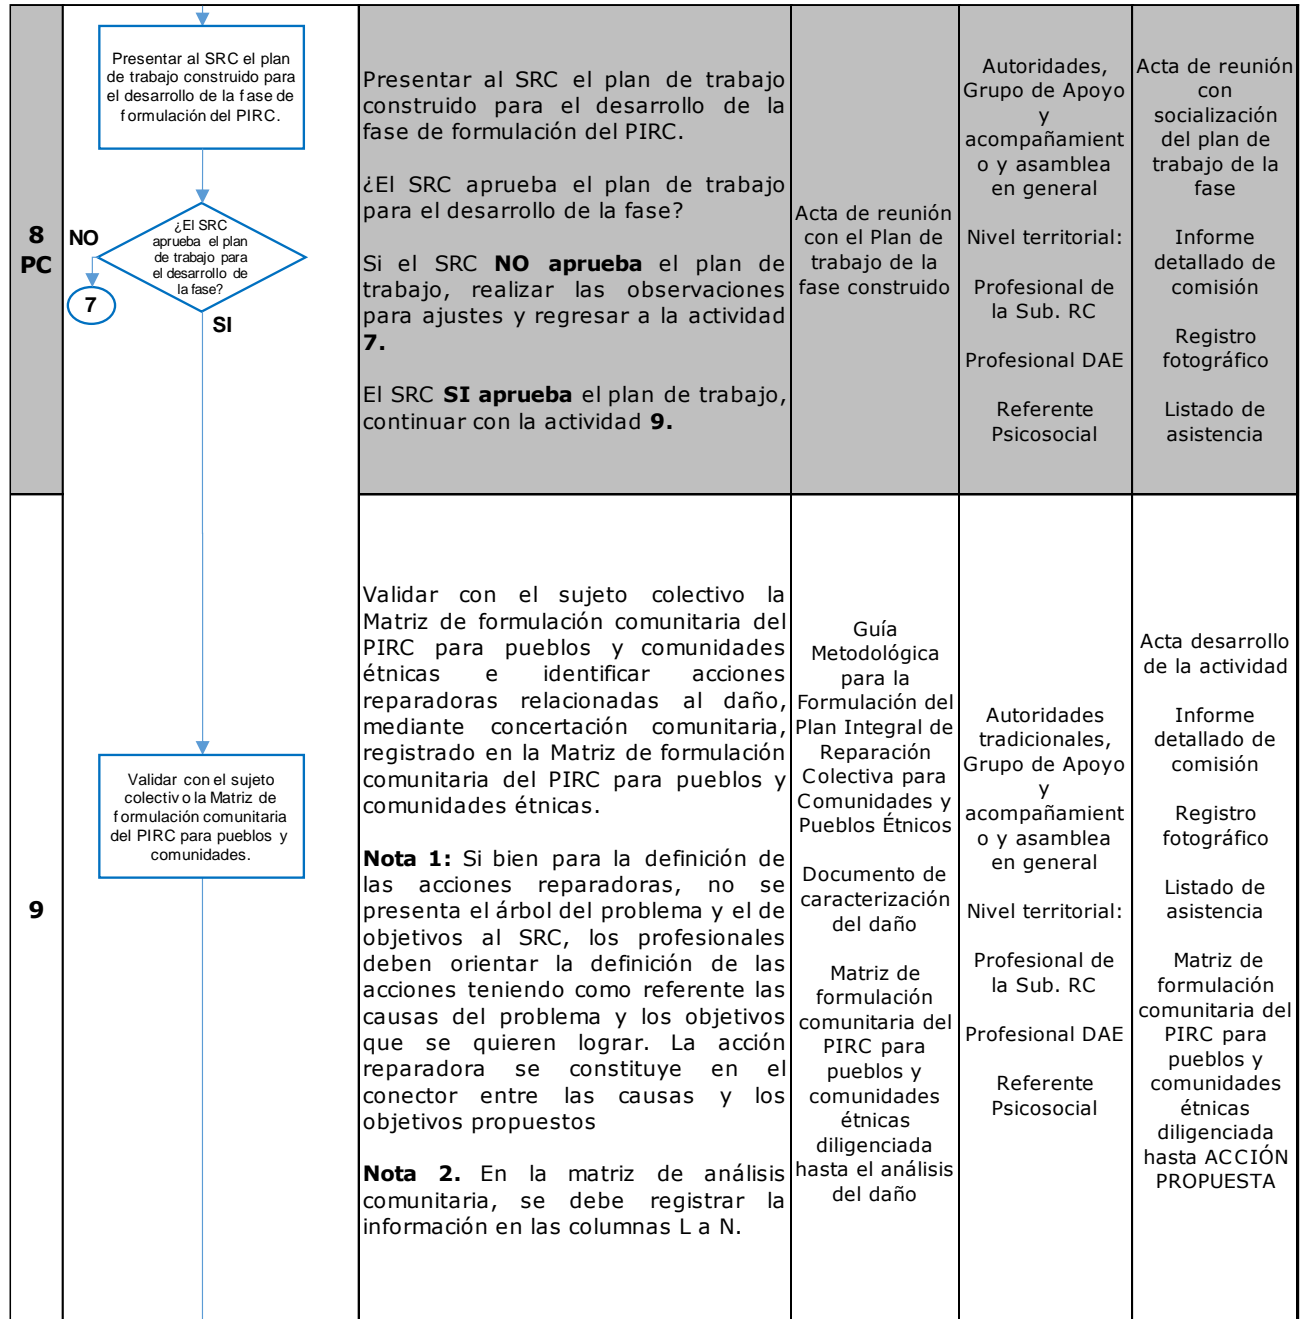 8
PC
Presentar al SRC el plan
de trabajo construido para
el desarrollo de la fase de
formulación del PIRC.
¿El SRC
aprueba el plan
de trabajo para
el desarrollo de
la fase?
NO
7
SI
Presentar al SRC el plan de trabajo
construido para el desarrollo de la
fase de formulación del PIRC.
¿El SRC aprueba el plan de trabajo
para el desarrollo de la fase?
Si el SRC NO aprueba el plan de
trabajo, realizar las observaciones
para ajustes y regresar a la actividad
7.
El SRC SI aprueba el plan de trabajo,
continuar con la actividad 9.
Acta de reunión
con el Plan de
trabajo de la
fase construido
Autoridades,
Grupo de Apoyo
y
acompañamient
o y asamblea
en general
Nivel territorial:
Profesional de
la Sub. RC
Profesional DAE
Referente
Psicosocial
Acta de reunión
con
socialización
del plan de
trabajo de la
fase
Informe
detallado de
comisión
Registro
fotográfico
Listado de
asistencia
9
Validar con el sujeto
colectivo la Matriz de
formulación comunitaria
del PIRC para pueblos y
comunidades.
Validar con el sujeto colectivo la
Matriz de formulación comunitaria del
PIRC para pueblos y comunidades
étnicas e identificar acciones
reparadoras relacionadas al daño,
mediante concertación comunitaria,
registrado en la Matriz de formulación
comunitaria del PIRC para pueblos y
comunidades étnicas.
Nota 1: Si bien para la definición de
las acciones reparadoras, no se
presenta el árbol del problema y el de
objetivos al SRC, los profesionales
deben orientar la definición de las
acciones teniendo como referente las
causas del problema y los objetivos
que se quieren lograr. La acción
reparadora se constituye en el
conector entre las causas y los
objetivos propuestos
Nota 2. En la matriz de análisis
comunitaria, se debe registrar la
información en las columnas L a N.
Guía
Metodológica
para la
Formulación del
Plan Integral de
Reparación
Colectiva para
Comunidades y
Pueblos Étnicos
Documento de
caracterización
del daño
Matriz de
formulación
comunitaria del
PIRC para
pueblos y
comunidades
étnicas
diligenciada
hasta el análisis
del daño
Autoridades
tradicionales,
Grupo de Apoyo
y
acompañamient
o y asamblea
en general
Nivel territorial:
Profesional de
la Sub. RC
Profesional DAE
Referente
Psicosocial
Acta desarrollo
de la actividad
Informe
detallado de
comisión
Registro
fotográfico
Listado de
asistencia
Matriz de
formulación
comunitaria del
PIRC para
pueblos y
comunidades
étnicas
diligenciada
hasta ACCIÓN
PROPUESTA